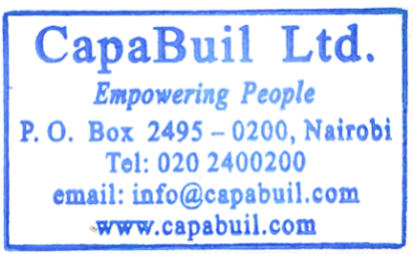 CapaBuil Ltd.
Empowering People
P. O. Box 2495 – 0200, Nairobi
Tel: 020 2400200
email: info@capabuil.com
www.capabuil.com